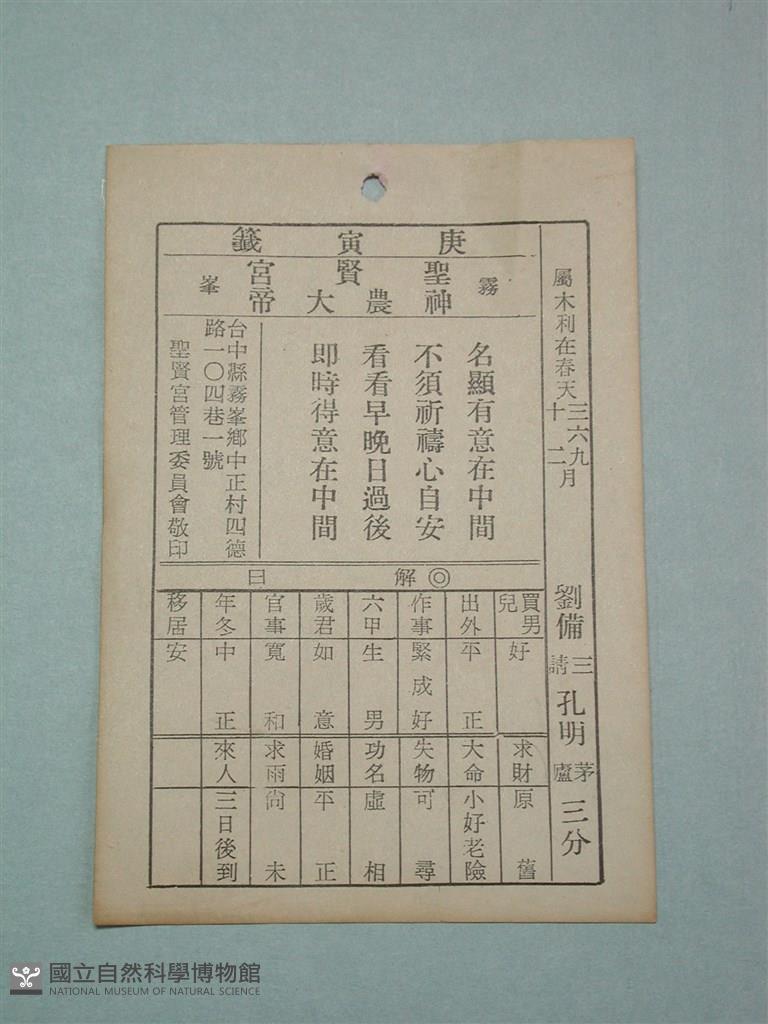 屬木利在春天三六九十二月
劉備三請孔明茅廬三分
庚寅籤
霧峯
聖賢宮
神農大帝
名顯有意在中間
不須祈禱心自安
看看早晚日過後
即時得意在中間
台中縣霧峯鄉中正村四德
路一〇四巷一號
聖賢宮管理委員會敬印
◎解曰
買男兒 好
出外 平正
作事 緊成好
六甲 生男
歲君 如意
官事 寬和
年冬 中正
移居 安
求財 原舊
大命 小好老險
失物 可尋
功名 虛相
婚姻 平正
求雨 尚未
來人 三日後到
國立自然科學博物館
NATIONAL MUSEUM OF NATURAL SCIENCE